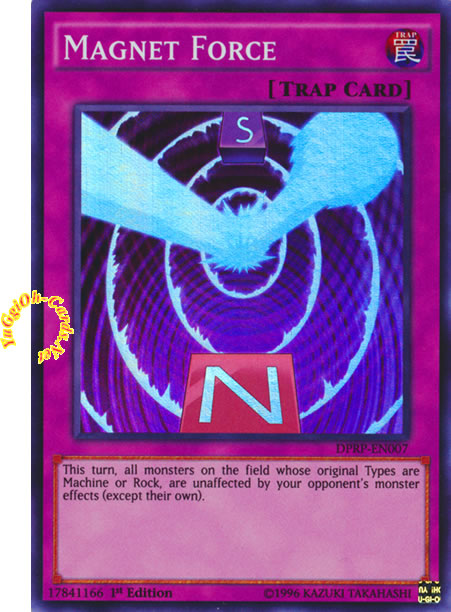 MAGNET FORCE
TRAP
罠
[TRAP CARD]
S
N
YuGgiOh-Cards.Net
DPRP-EN007
This turn, all monsters on the field whose original Types are
Machine or Rock, are unaffected by your opponent's monster
effects (except their own).
17841166 1st Edition
©1996 KAZUKI TAKAHASHI